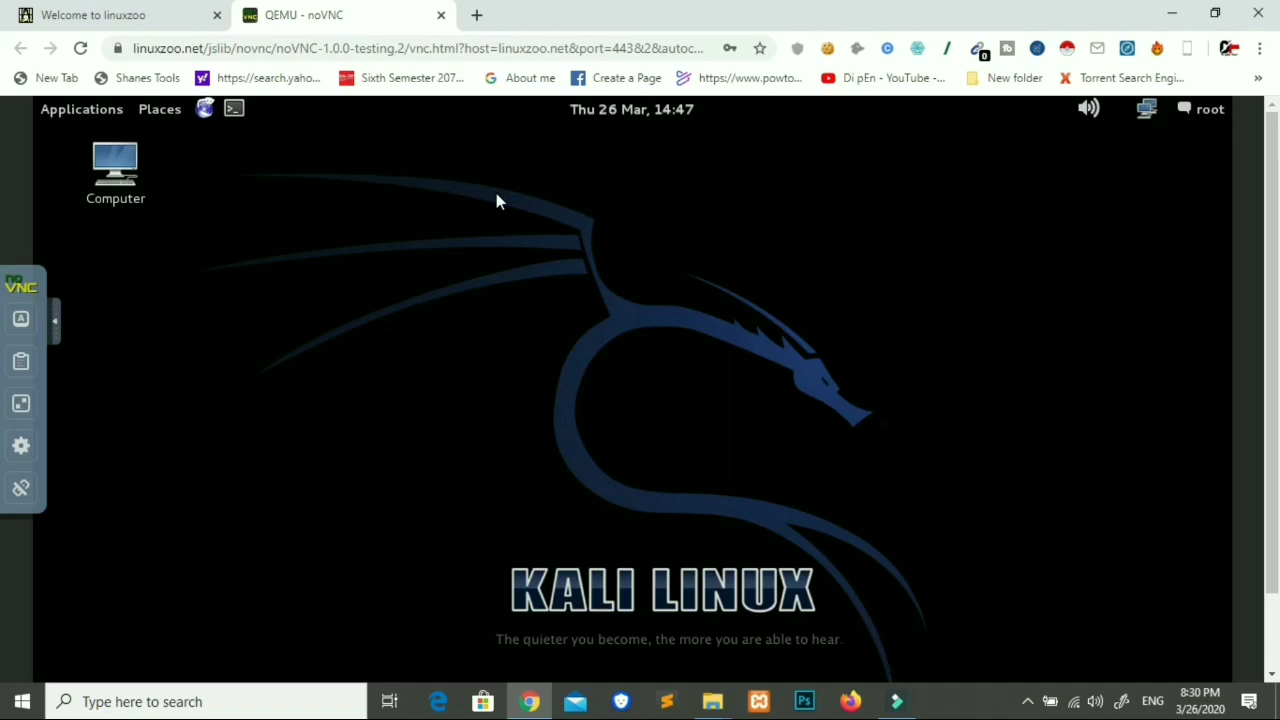 Welcome to linuxzoo
QEMU - noVNC
linuxzoo.net/jslib/novnc/noVNC-1.0.0-testing.2/vnc.html?host=linuxzoo.net&port=443&2&autoc...
0
New Tab
Shanes Tools
https://search.yaho...
Sixth Semester 207...
About me
Create a Page
https://www.powto...
Di pEn - YouTube -...
New folder
Torrent Search Engi...
»
Applications Places
Thu 26 Mar, 14:47
root
Computer
no
VNC
A
KALI LINUX
The quieter you become, the more you are able to hear.
Type here to search
Ps
ENG
8:30 PM
3/26/2020